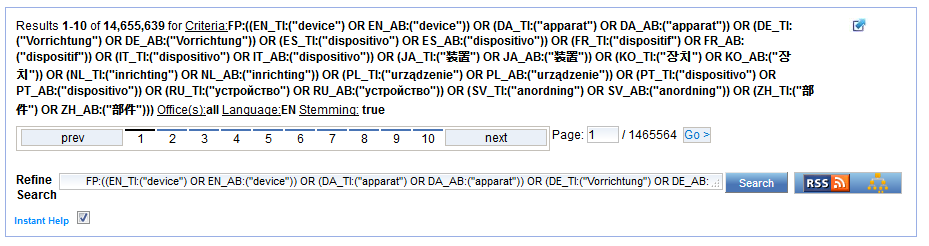 Results 1-10 of 14,655,639 for Criteria:FP:((EN_TI:("device") OR EN_AB:("device")) OR (DA_TI:("apparat") OR DA_AB:("apparat")) OR (DE_TI:
("Vorrichtung") OR DE_AB:("Vorrichtung")) OR (ES_TI:("dispositivo") OR ES_AB:("dispositivo")) OR (FR_TI:("dispositif") OR FR_AB:
("dispositif")) OR (IT_TI:("dispositivo") OR IT_AB:("dispositivo")) OR (JA_TI:("装置") OR JA_AB:("装置")) OR (KO_TI:("장치") OR KO_AB:("장
치")) OR (NL_TI:("inrichting") OR NL_AB:("inrichting")) OR (PL_TI:("urządzenie") OR PL_AB:("urządzenie")) OR (PT_TI:("dispositivo") OR
PT_AB:("dispositivo")) OR (RU_TI:("устройство") OR RU_AB:("устройство")) OR (SV_TI:("anordning") OR SV_AB:("anordning")) OR (ZH_TI:("部
件") OR ZH_AB:("部件"))) Office(s):all Language:EN Stemming: true
prev 1 2 3 4 5 6 7 8 9 10 next Page: 1 / 1465564 Go >
Refine Search FP:((EN_TI:("device") OR EN_AB:("device")) OR (DA_TI:("apparat") OR DA_AB:("apparat")) OR (DE_TI:("Vorrichtung") OR DE_AB: Search RSS
Instant Help